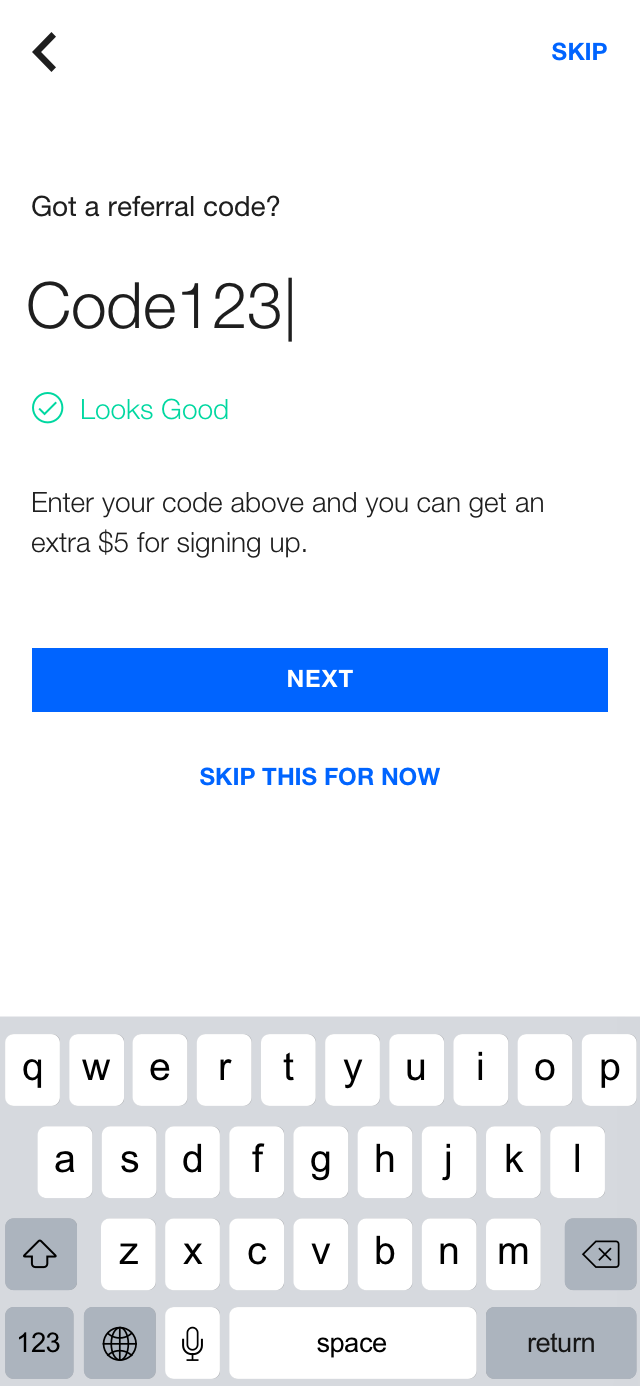 SKIP
Got a referral code?
Code123
Looks Good
Enter your code above and you can get an
extra $5 for signing up.
NEXT
SKIP THIS FOR NOW
q w e r t y u i o p
a s d f g h j k l
z x c v b n m
123 space return